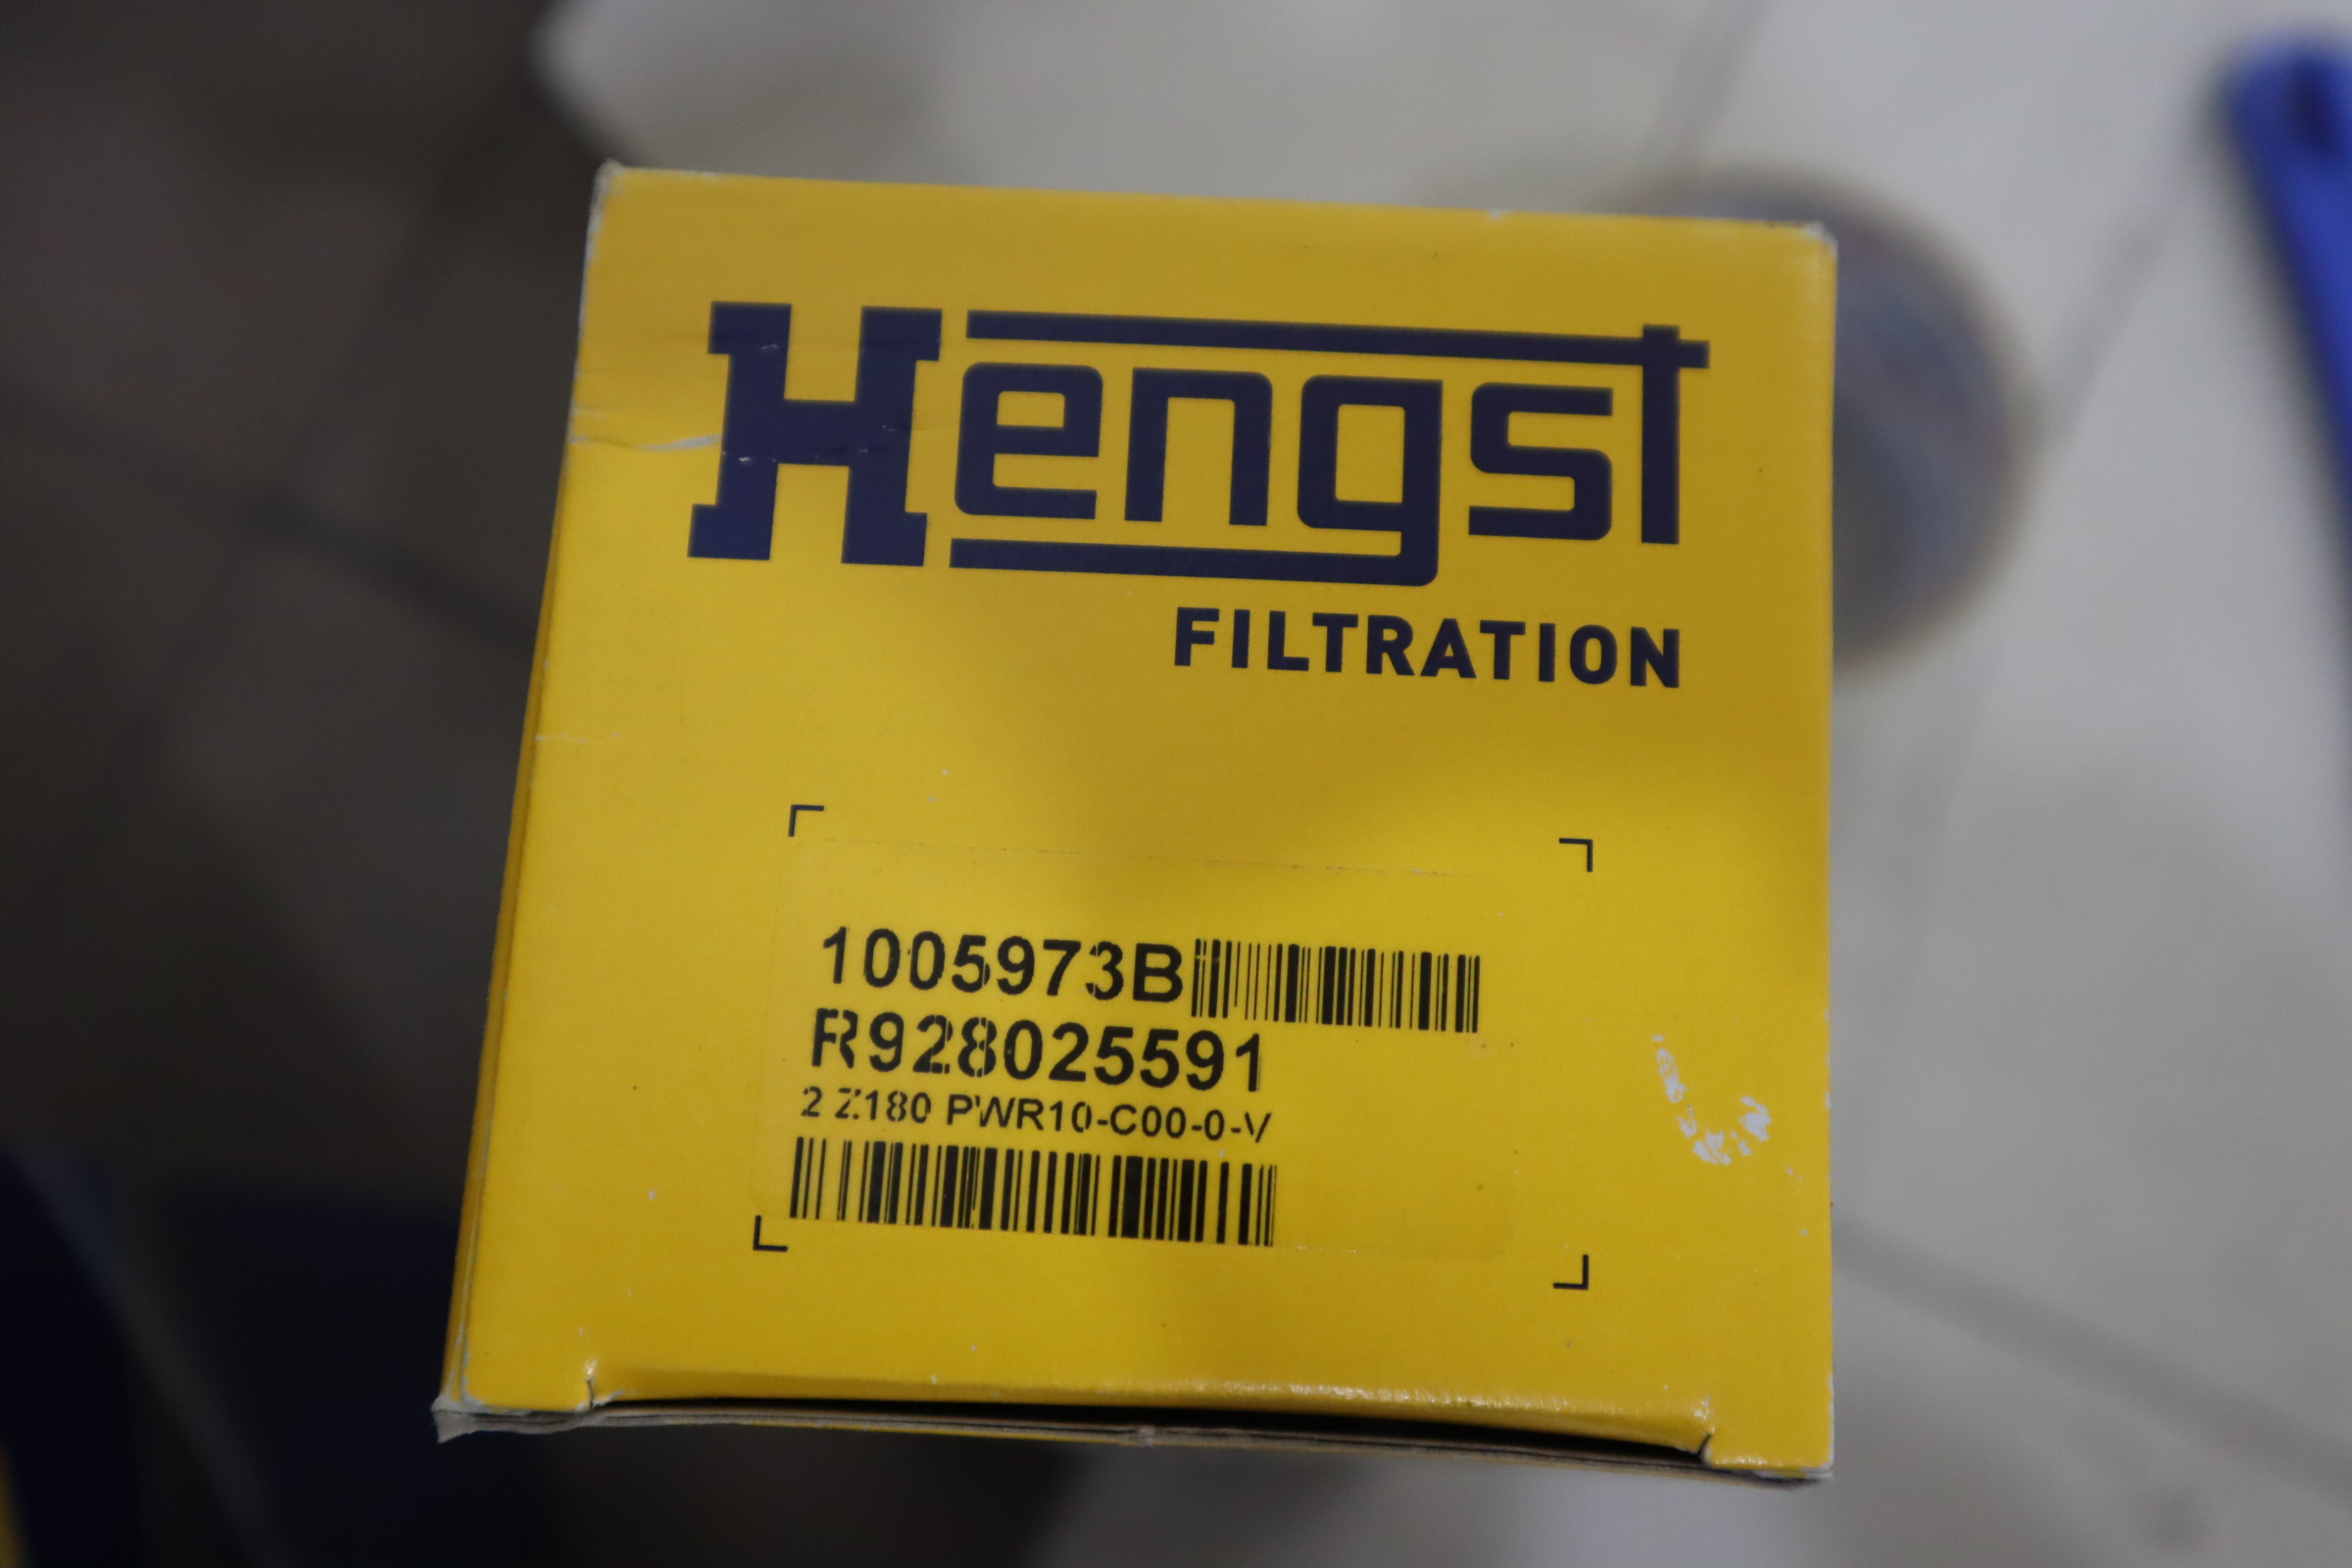 Hengst
FILTRATION
1005973B
R928025591
2 Z180 PWR10-C00-0-V